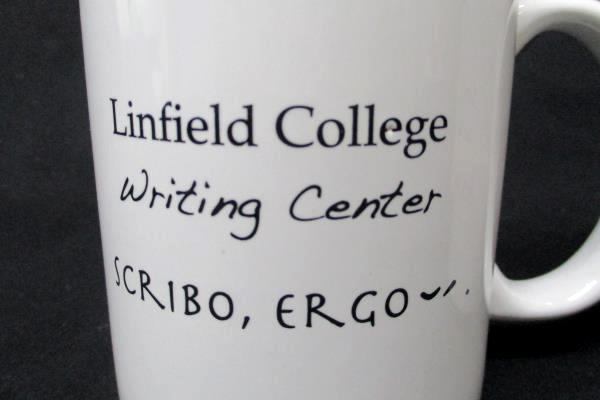 Linfield College
Writing Center
SCRIBO, ERGO